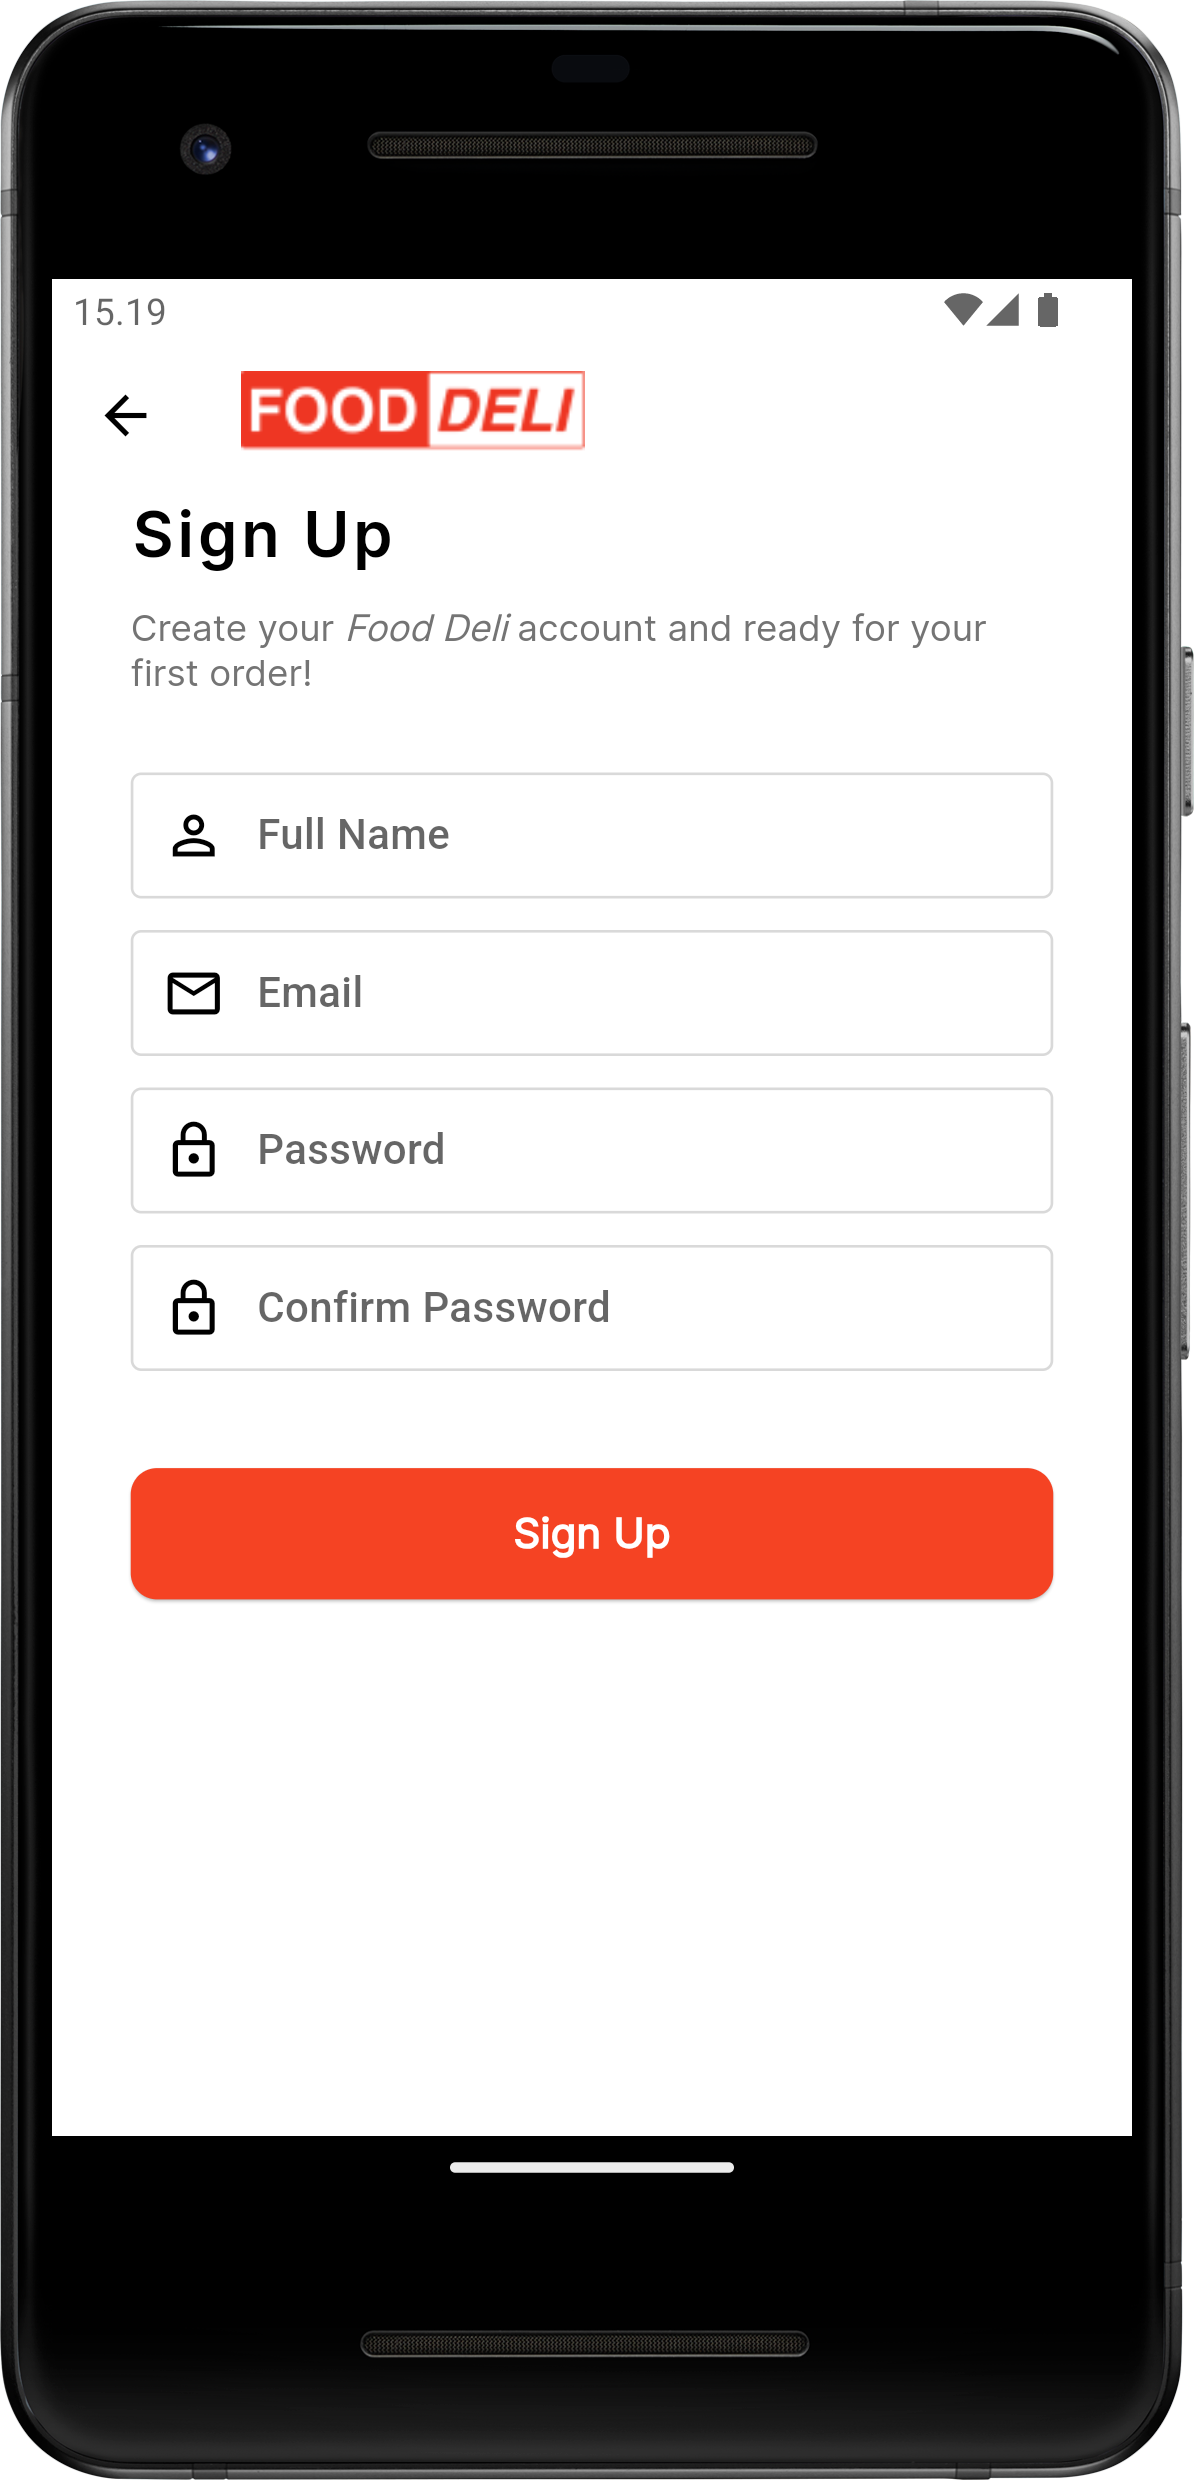 15.19
FOOD DELI
Sign Up
Create your Food Deli account and ready for your
first order!
Full Name
Email
Password
Confirm Password
Sign Up